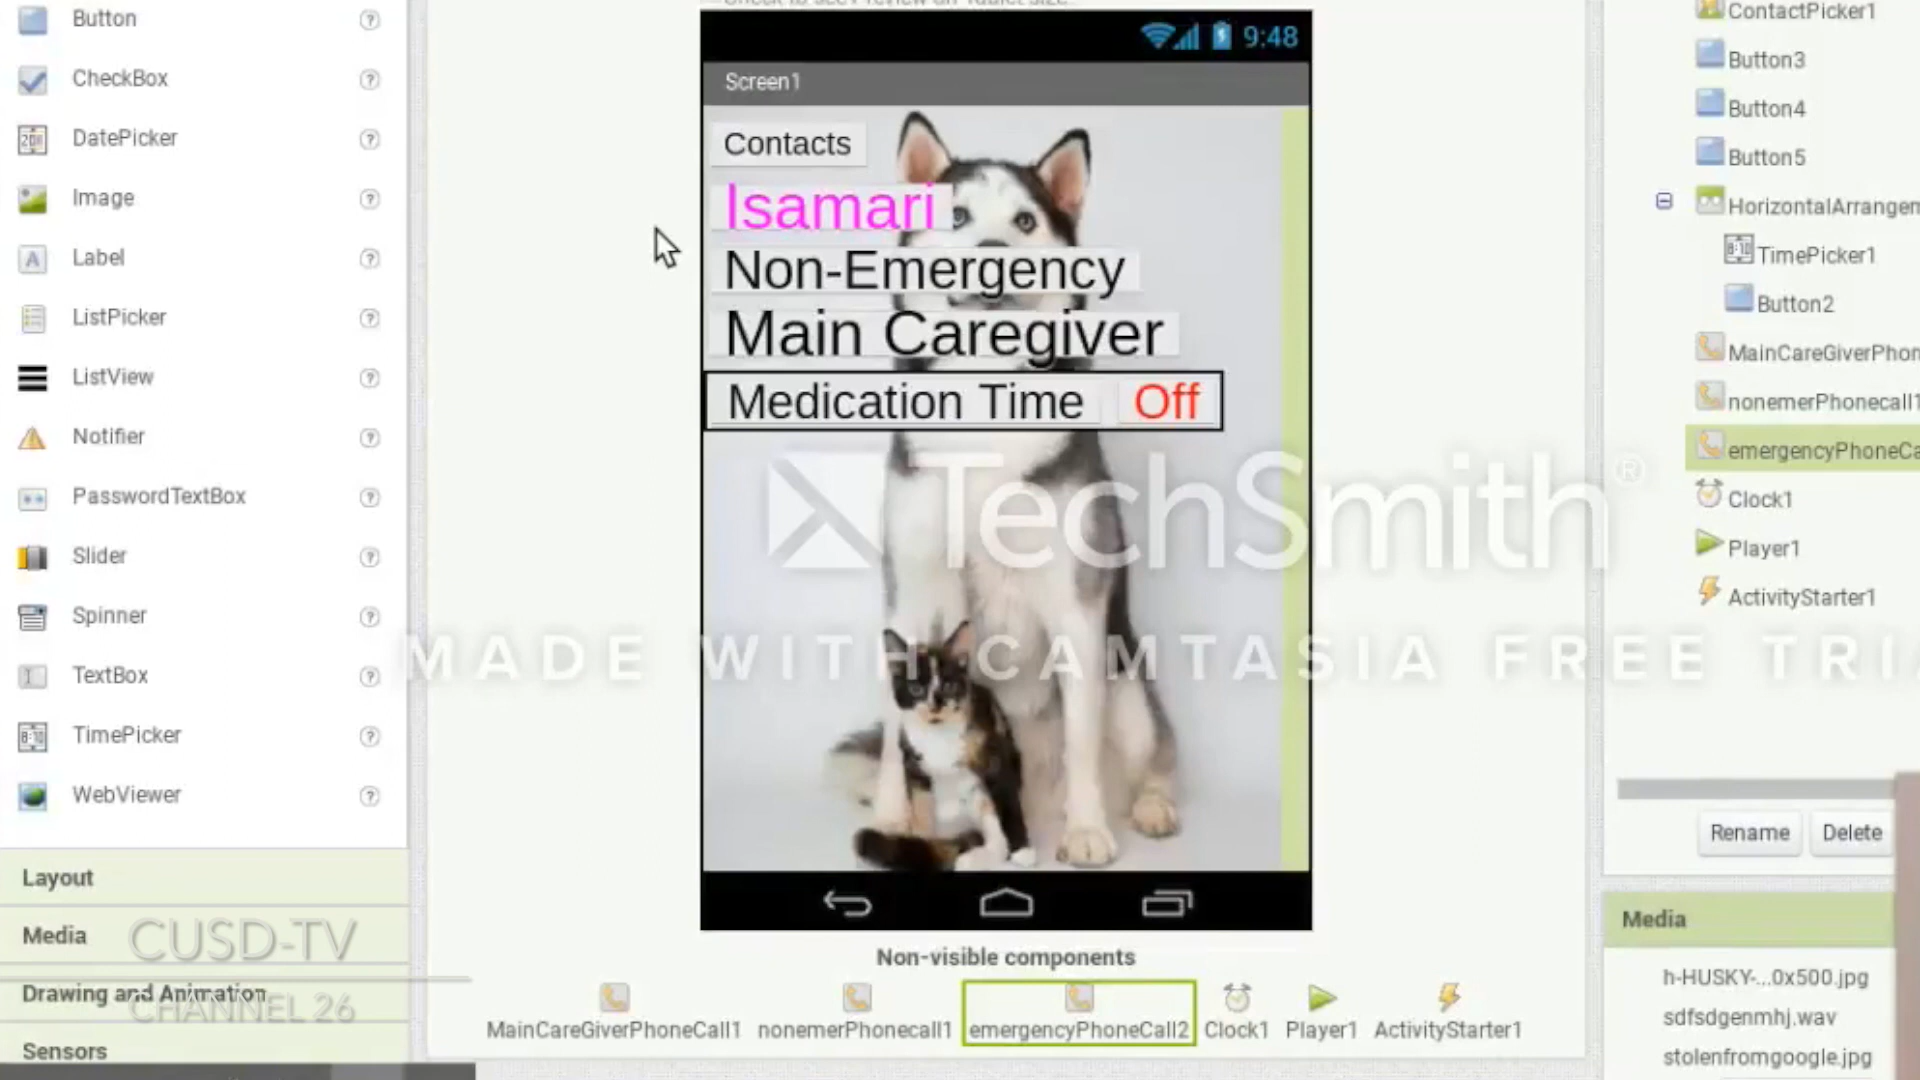 Button
CheckBox
DatePicker
Image
Label
ListPicker
ListView
Notifier
PasswordTextBox
Slider
Spinner
TextBox
TimePicker
WebViewer
Layout
Media
Drawing and Animation
Sensors
CUSD-TV
CHANNEL 26
9:48
Screen1
Contacts
Isamari
Non-Emergency
Main Caregiver
Medication Time Off
TechSmith®
MADE WITH CAMTASIA FREE TRI
Non-visible components
MainCareGiverPhoneCall1 nonemerPhonecall1 emergencyPhoneCall2 Clock1 Player1 ActivityStarter1
ContactPicker1
Button3
Button4
Button5
HorizontalArrangem
TimePicker1
Button2
MainCareGiverPhon
nonemerPhonecall1
emergencyPhoneCa
Clock1
Player1
ActivityStarter1
Rename Delete
Media
h-HUSKY-...0x500.jpg
sdfsdgenmhj.wav
stolenfromgoogle.jpg